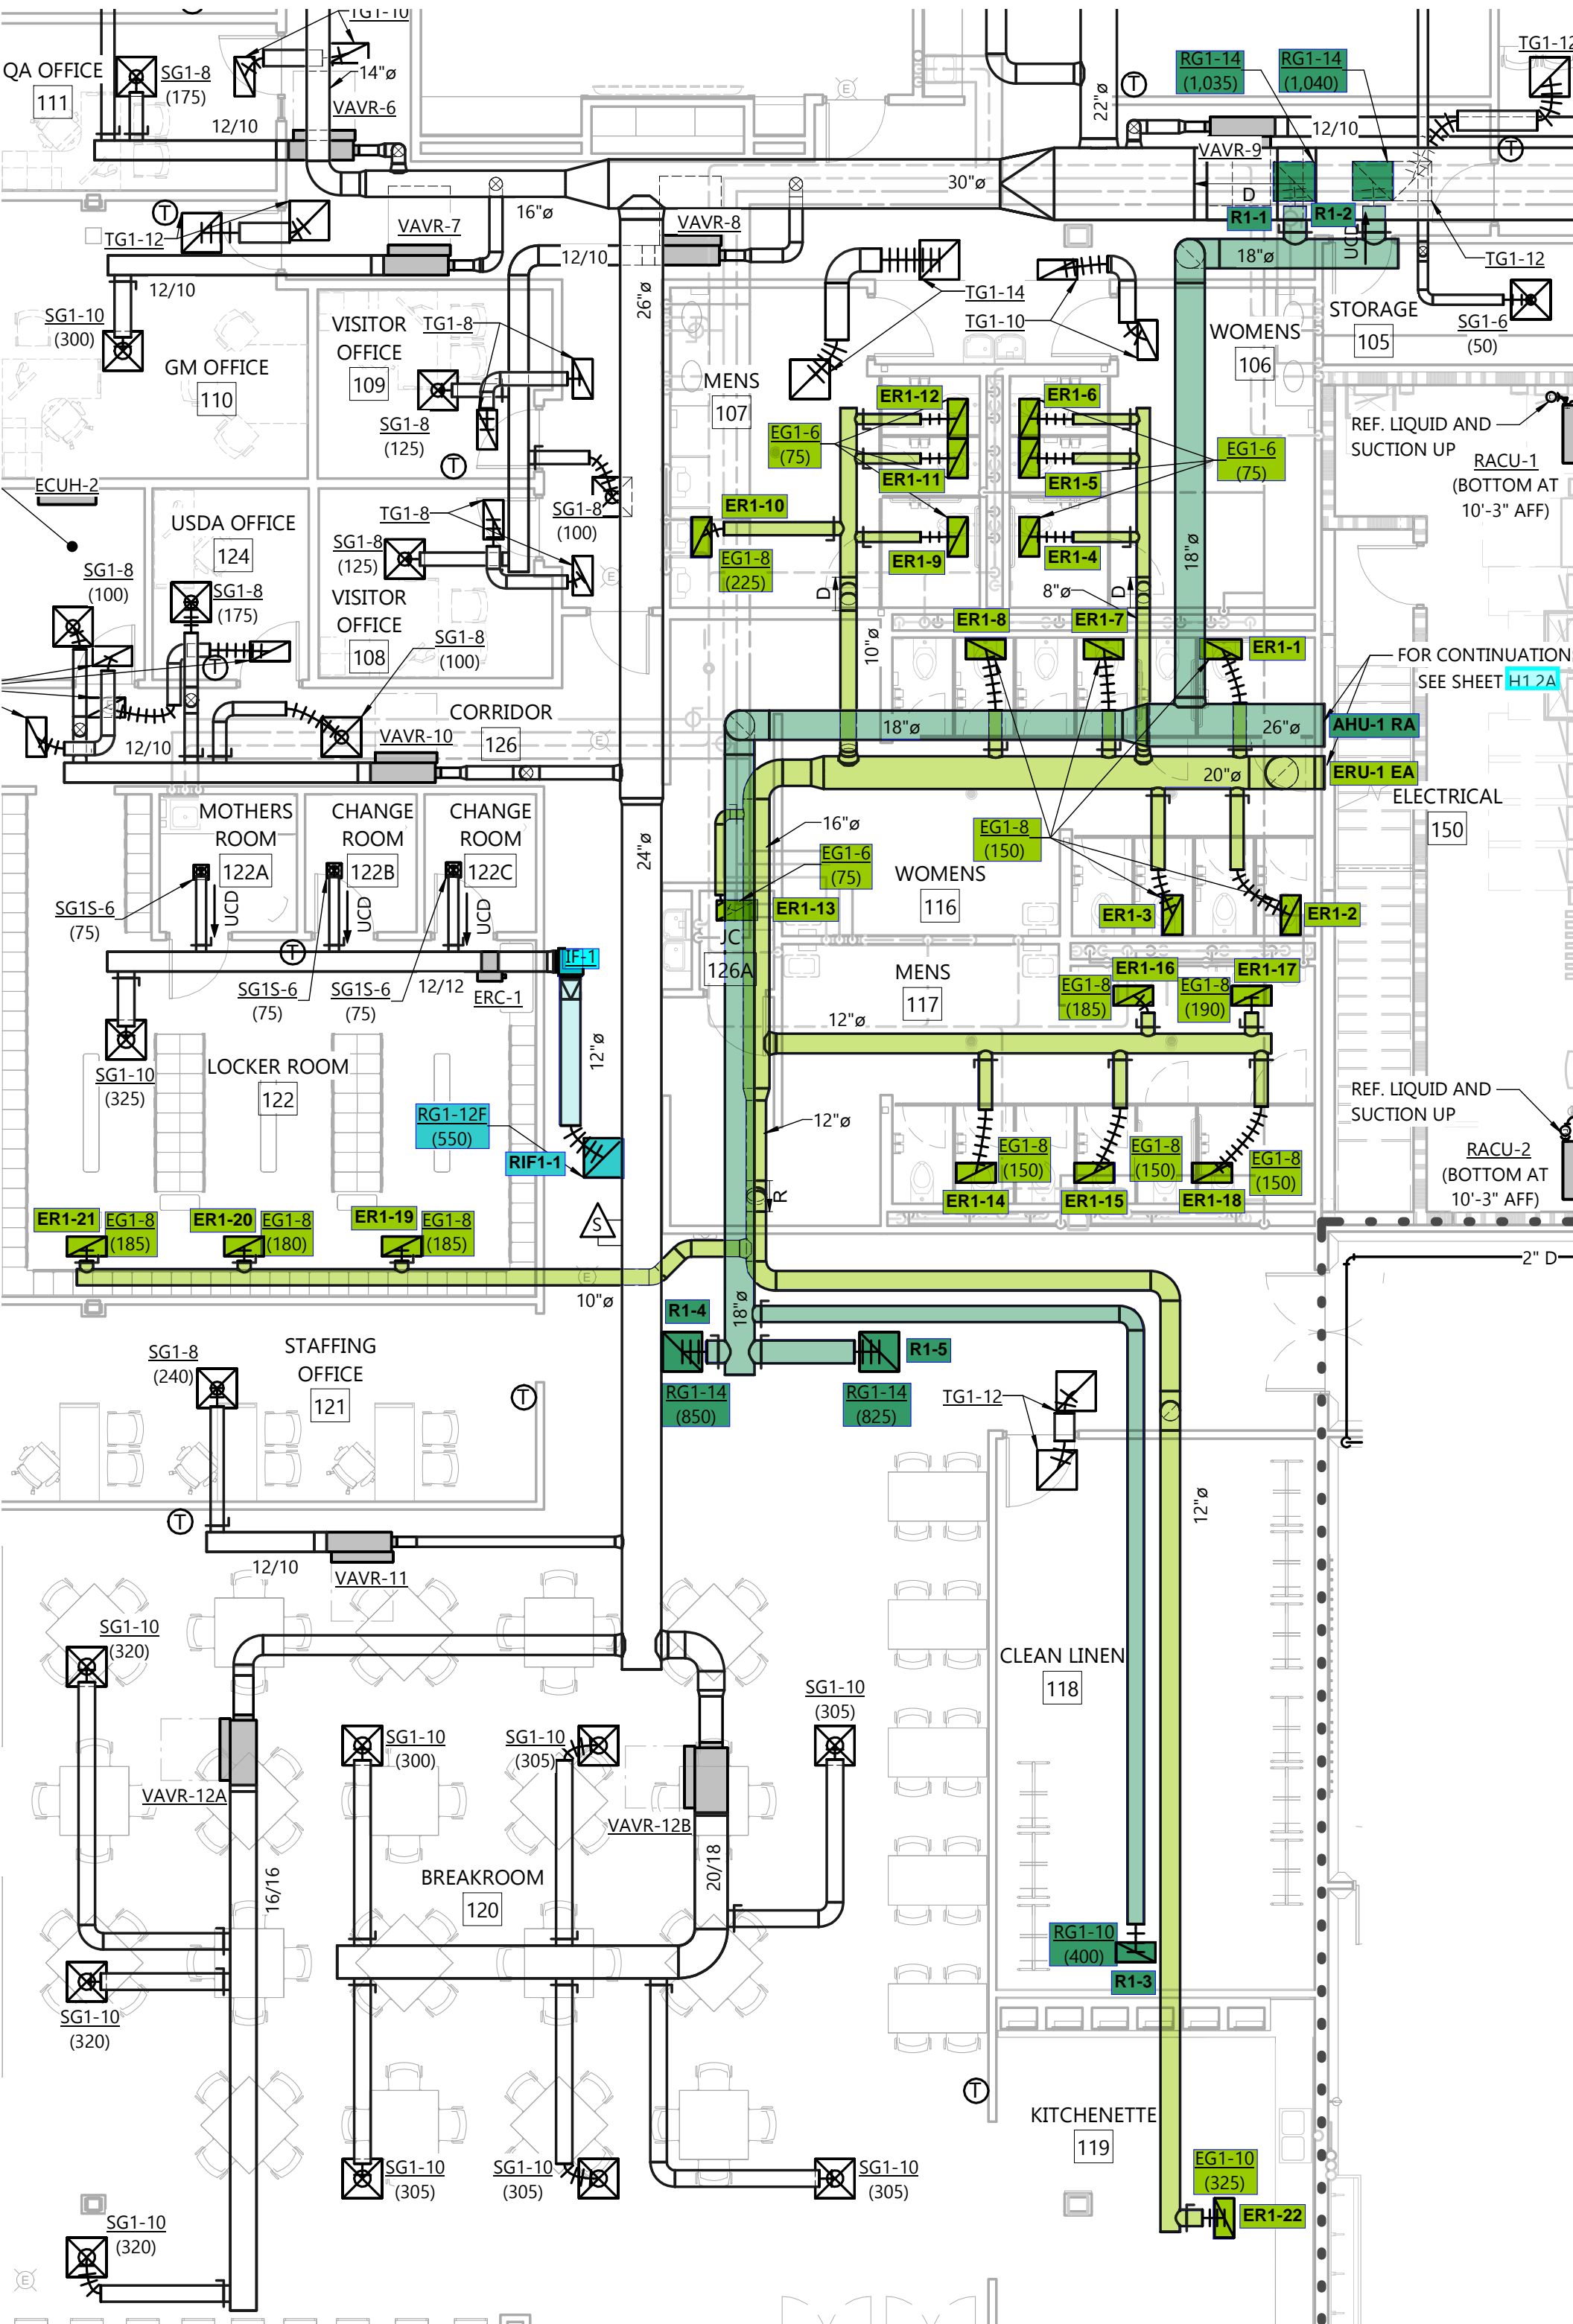 TG1-10
QA OFFICE
111
SG1-8
(175)
14"ø
VAVR-6
12/10
22"ø
T
RG1-14
(1,035)
RG1-14
(1,040)
TG1-12
12/10
VAVR-9
T
30"ø
D
R1-1
R1-2
UCD
16"ø
T
TG1-12
VAVR-7
VAVR-8
12/10
12/10
18"ø
TG1-12
SG1-10
(300)
GM OFFICE
110
VISITOR
OFFICE
109
TG1-8
26"ø
TG1-14
TG1-10
WOMENS
106
STORAGE
105
SG1-6
(50)
MENS
107
SG1-8
(125)
T
ER1-12
ER1-6
EG1-6
(75)
ER1-11
ER1-5
EG1-6
(75)
REF. LIQUID AND
SUCTION UP
RACU-1
(BOTTOM AT
10'-3" AFF)
ECUH-2
USDA OFFICE
124
TG1-8
SG1-8
(100)
SG1-8
(125)
ER1-10
EG1-8
(225)
ER1-9
ER1-4
18"ø
SG1-8
(100)
SG1-8
(175)
VISITOR
OFFICE
108
E
D
D
8"ø
10"ø
ER1-8
ER1-7
ER1-1
SG1-8
(100)
T
FOR CONTINUATION
SEE SHEET H1.2A
CORRIDOR
126
E
VAVR-10
12/10
18"ø
26"ø
AHU-1 RA
20"ø
ERU-1 EA
ELECTRICAL
150
MOTHERS
ROOM
122A
CHANGE
ROOM
122B
CHANGE
ROOM
122C
24"ø
16"ø
EG1-8
(150)
EG1-6
(75)
WOMENS
116
SG1S-6
(75)
UCD
UCD
UCD
ER1-13
ER1-3
ER1-2
JC
126A
T
IF-1
SG1S-6
(75)
SG1S-6
(75)
12/12
ERC-1
MENS
117
ER1-16
ER1-17
EG1-8
(185)
EG1-8
(190)
12"ø
SG1-10
(325)
LOCKER ROOM
122
12"ø
RG1-12F
(550)
RIF1-1
12"ø
REF. LIQUID AND
SUCTION UP
RACU-2
(BOTTOM AT
10'-3" AFF)
EG1-8
(150)
EG1-8
(150)
EG1-8
(150)
ER1-14
ER1-15
ER1-18
R
S
ER1-21
EG1-8
(185)
ER1-20
EG1-8
(180)
ER1-19
EG1-8
(185)
E
10"ø
2" D
R1-4
18"ø
R1-5
RG1-14
(850)
RG1-14
(825)
SG1-8
(240)
STAFFING
OFFICE
121
T
TG1-12
T
12"ø
12/10
VAVR-11
SG1-10
(320)
CLEAN LINEN
118
SG1-10
(300)
SG1-10
(305)
SG1-10
(305)
VAVR-12A
VAVR-12B
16/16
20/18
BREAKROOM
120
RG1-10
(400)
R1-3
SG1-10
(320)
T
KITCHENETTE
119
SG1-10
(305)
SG1-10
(305)
SG1-10
(305)
EG1-10
(325)
ER1-22
SG1-10
(320)
E